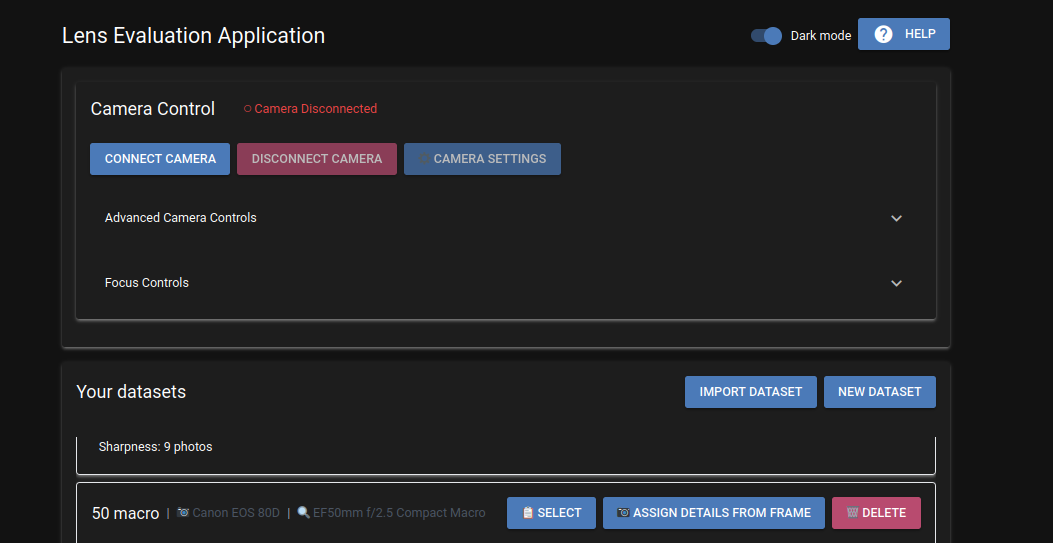 Lens Evaluation Application
Dark mode
HELP
Camera Control
Camera Disconnected
CONNECT CAMERA
DISCONNECT CAMERA
CAMERA SETTINGS
Advanced Camera Controls
Focus Controls
Your datasets
IMPORT DATASET
NEW DATASET
Sharpness: 9 photos
50 macro | Canon EOS 80D | EF50mm f/2.5 Compact Macro
SELECT
ASSIGN DETAILS FROM FRAME
DELETE